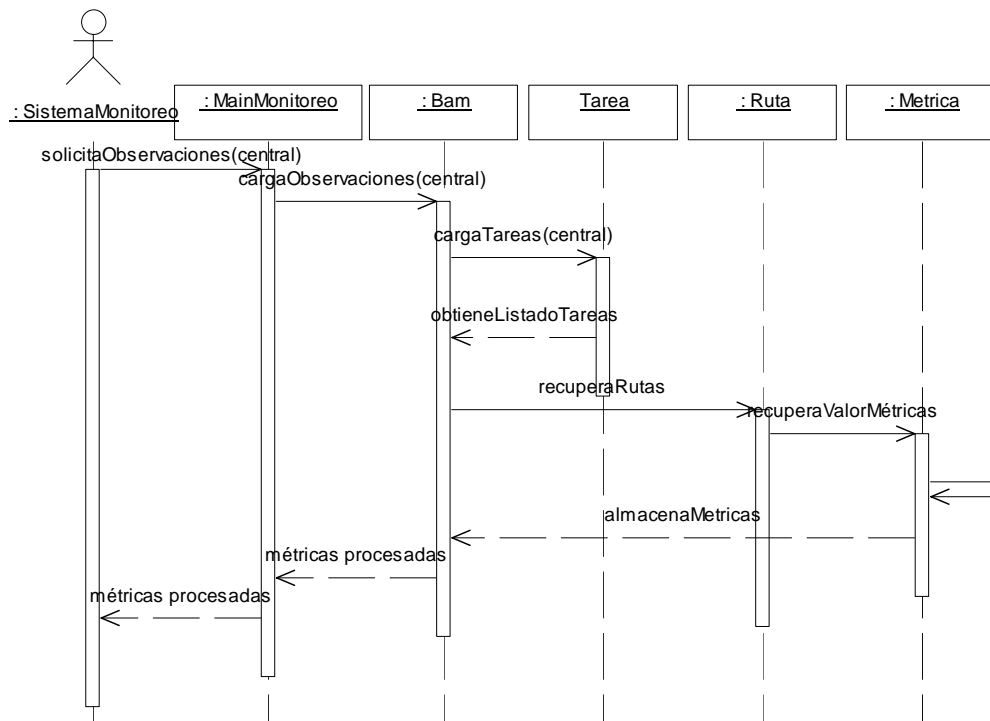 : SistemaMonitoreo
: MainMonitoreo
: Bam
Tarea
: Ruta
: Metrica
solicitaObservaciones(central)
cargaObservaciones(central)
cargaTareas(central)
obtieneListadoTareas
recuperaRutas
recuperaValorMétricas
almacenaMetricas
métricas procesadas
métricas procesadas